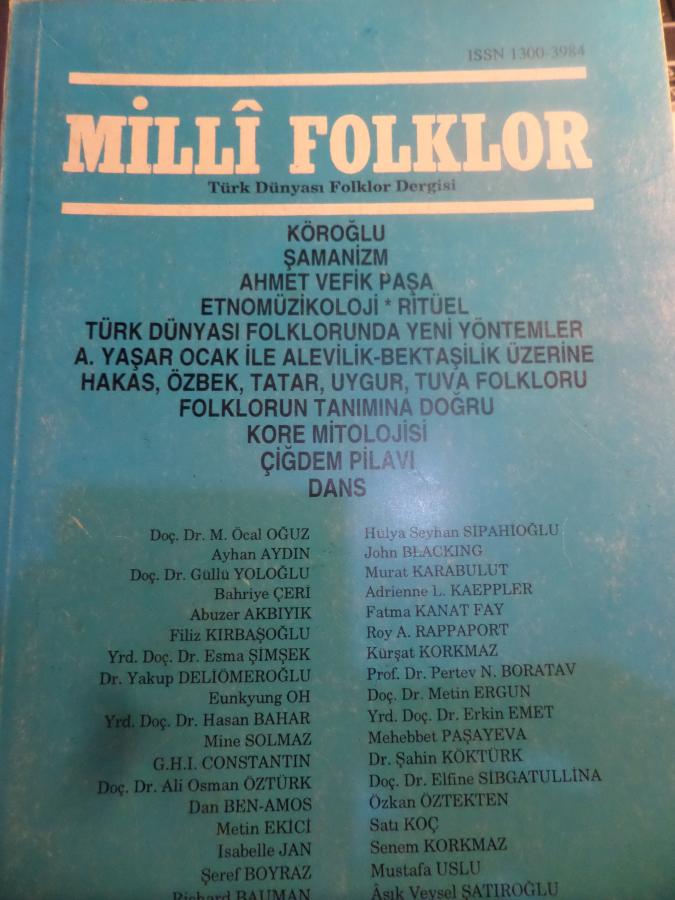 ISSN 1300-3984
MİLLÎ FOLKLOR
Türk Dünyası Folklor Dergisi
KÖROĞLU
ŞAMANİZM
AHMET VEFİK PAŞA
ETNOMÜZİKOLOJİ * RİTÜEL
TÜRK DÜNYASI FOLKLORUNDA YENİ YÖNTEMLER
A. YAŞAR OCAK İLE ALEVİLİK-BEKTAŞİLİK ÜZERİNE
HAKAS, ÖZBEK, TATAR, UYGUR, TUVA FOLKLORU
FOLKLORUN TANIMINA DOĞRU
KORE MİTOLOJİSİ
ÇİĞDEM PİLAVI
DANS
Doç. Dr. M. Öcal OĞUZ
Ayhan AYDIN
Doç. Dr. Güllü YOLOĞLU
Bahriye ÇERİ
Abuzer AKBIYIK
Filiz KIRBAŞOĞLU
Yrd. Doç. Dr. Esma ŞİMŞEK
Dr. Yakup DELİÖMEROĞLU
Eunkyung OH
Yrd. Doç. Dr. Hasan BAHAR
Mine SOLMAZ
G.H.I. CONSTANTIN
Doç. Dr. Ali Osman ÖZTÜRK
Dan BEN-AMOS
Metin EKİCİ
Isabelle JAN
Şeref BOYRAZ
Richard BAUMAN
Hülya Seyhan SIPAHIOĞLU
John BLACKING
Murat KARABULUT
Adrienne L. KAEPPLER
Fatma KANAT FAY
Roy A. RAPPAPORT
Kürşat KORKMAZ
Prof. Dr. Pertev N. BORATAV
Doç. Dr. Metin ERGUN
Yrd. Doç. Dr. Erkin EMET
Mehebbet PAŞAYEVA
Dr. Şahin KÖKTÜRK
Doç. Dr. Elfine SİBGATULLİNA
Özkan ÖZTEKTEN
Satı KOÇ
Senem KORKMAZ
Mustafa USLU
Âşık Veysel ŞATIROĞLU